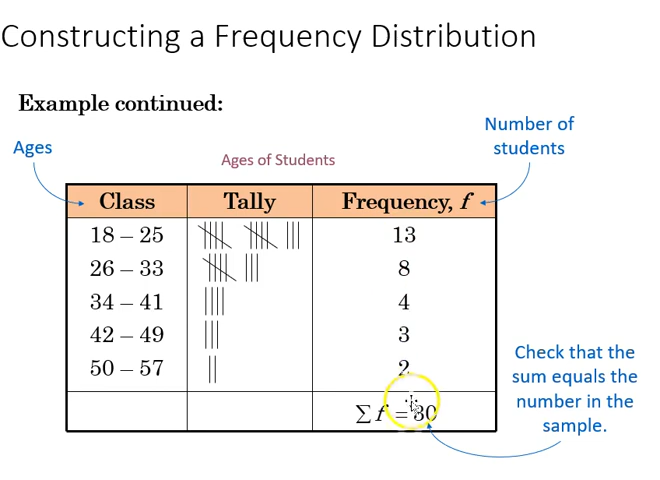 Constructing a Frequency Distribution
Example continued:
Number of
students
Ages
Ages of Students
Class Tally Frequency, f
18 – 25 13
26 – 33 8
34 – 41 4
42 – 49 3
50 – 57 2
Check that the
sum equals the
number in the
sample.
∑ f = 30